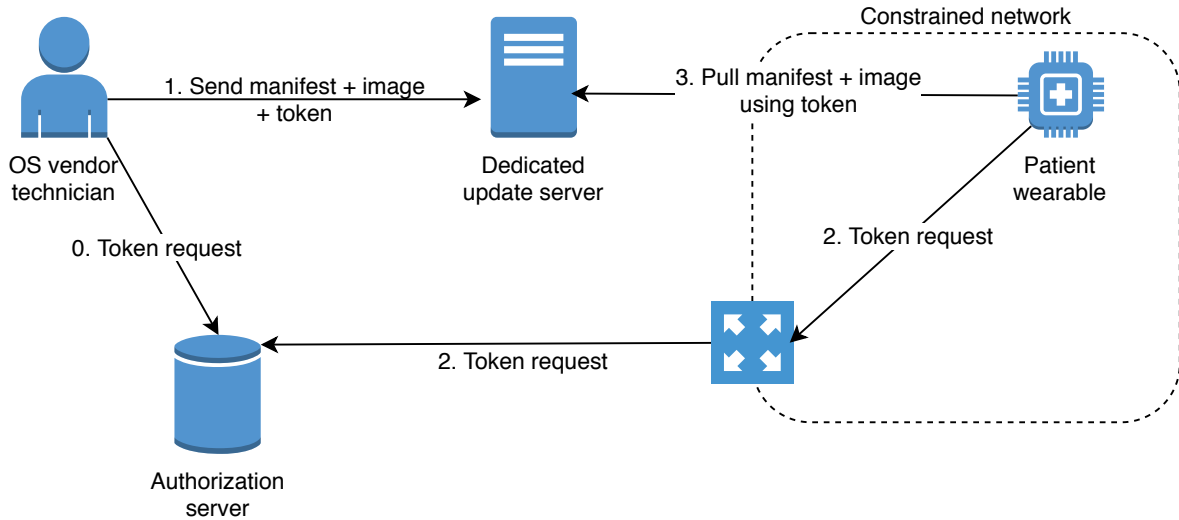 Constrained network
1. Send manifest + image
+ token
3. Pull manifest + image
using token
OS vendor
technician
Dedicated
update server
Patient
wearable
0. Token request
2. Token request
2. Token request
Authorization
server